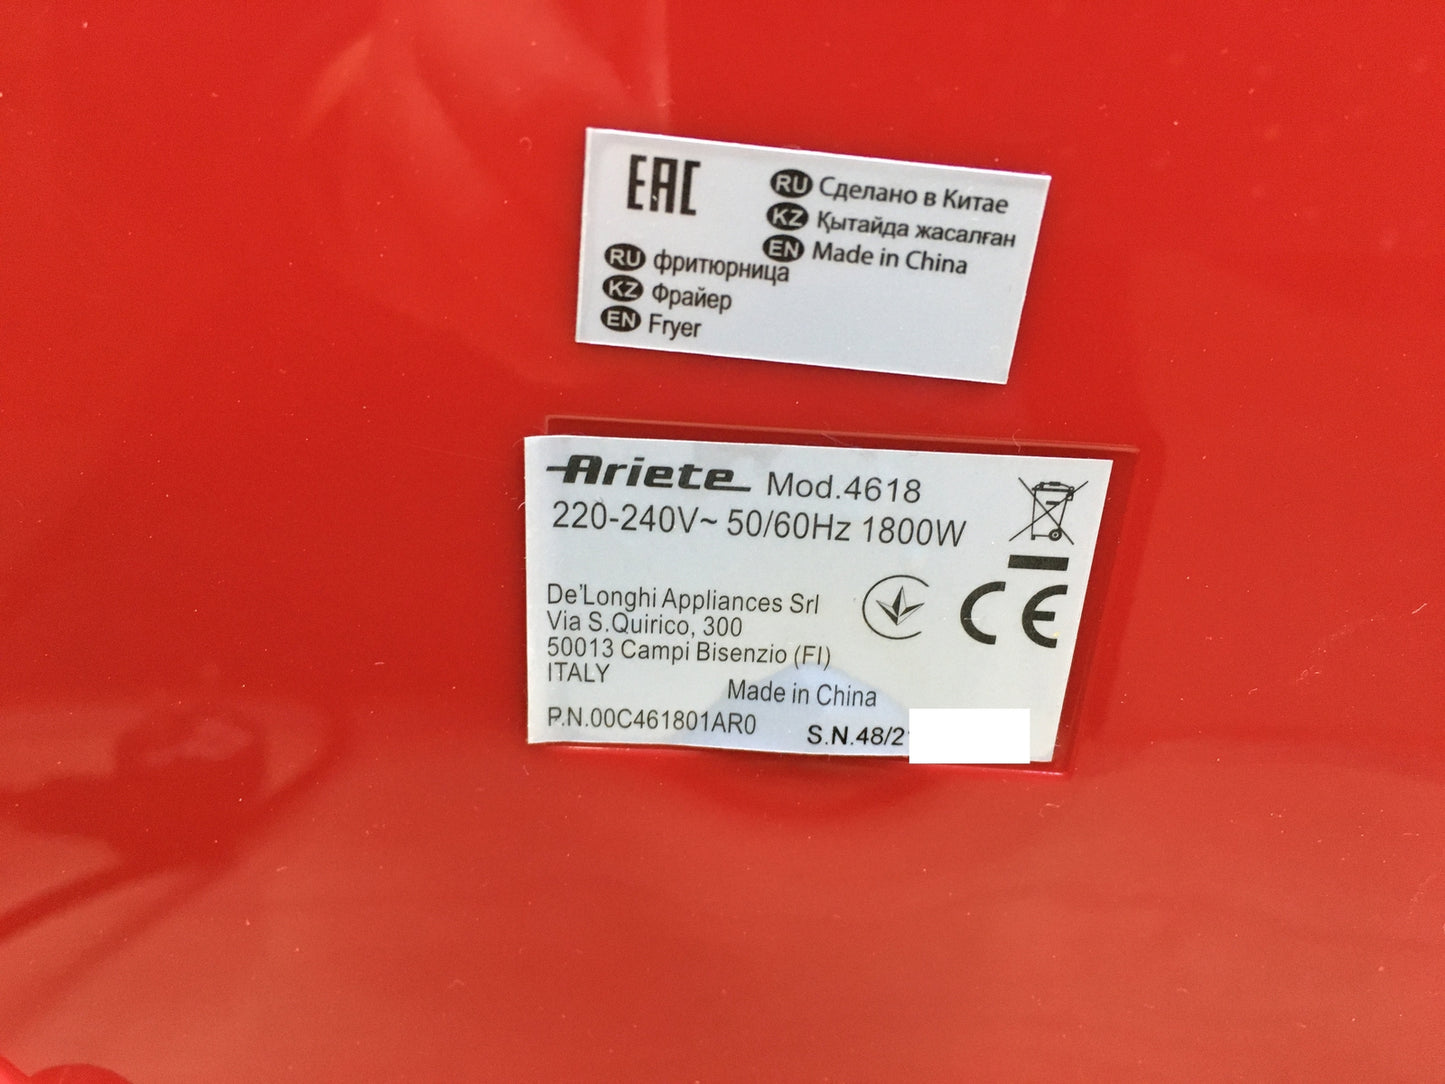 EAC
RU Сделано в Китае
KZ Қытайда жасалған
EN Made in China
RU фритюрница
KZ Фрайер
EN Fryer
Ariete Mod.4618
220-240V~ 50/60Hz 1800W
De'Longhi Appliances Srl
Via S.Quirico, 300
50013 Campi Bisenzio (FI)
ITALY
CE
Made in China
P.N.00C461801AR0
S.N.48/2